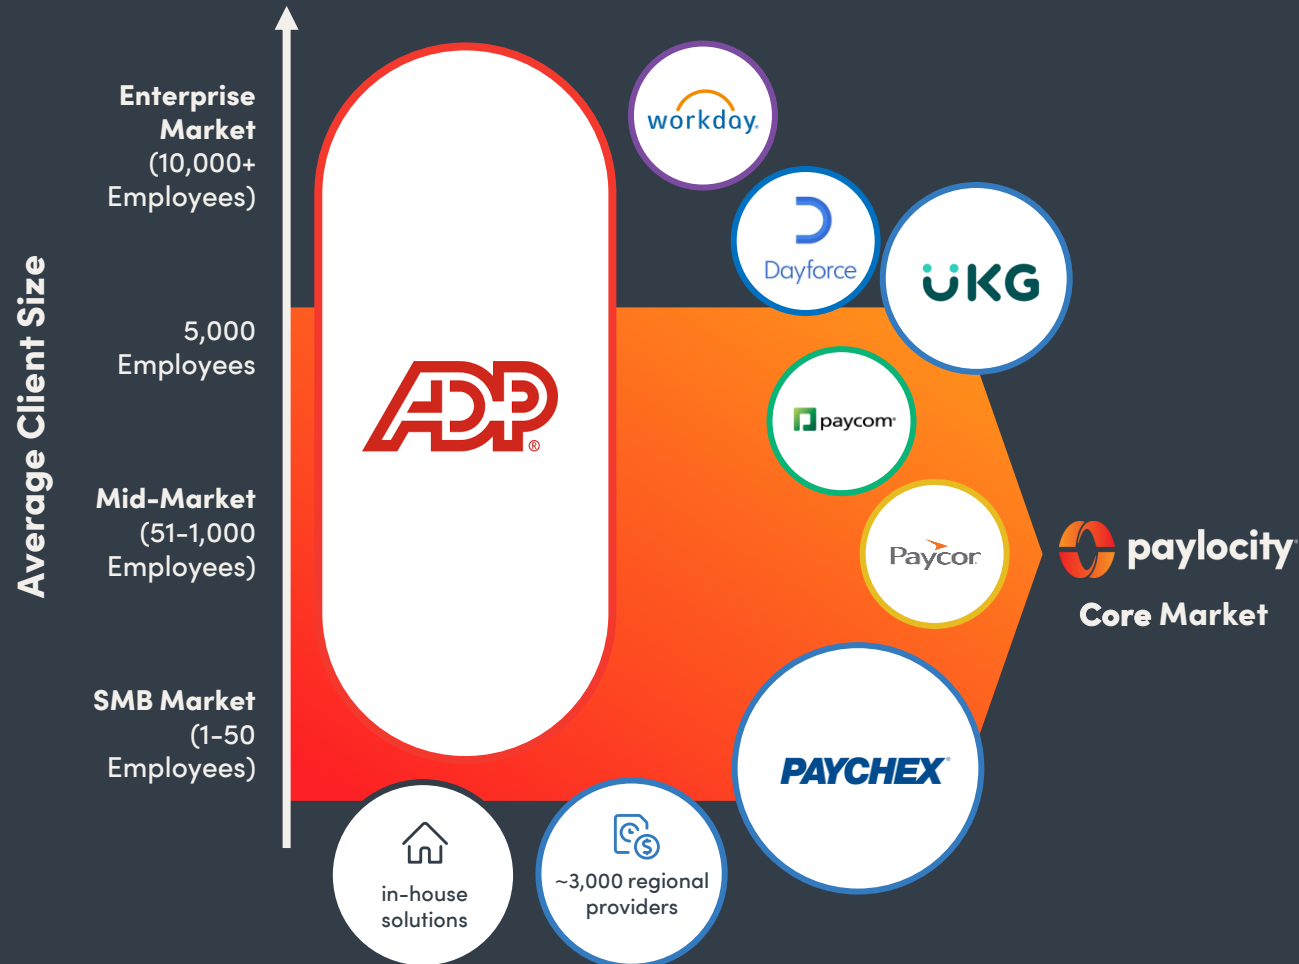 Average Client Size
Enterprise
Market
(10,000+
Employees)
5,000
Employees
Mid-Market
(51-1,000
Employees)
SMB Market
(1-50
Employees)
ADP®
workday®
Dayforce
UKG
paycom®
Paycor
PAYCHEX®
in-house
solutions
~3,000 regional
providers
paylocity
Core Market